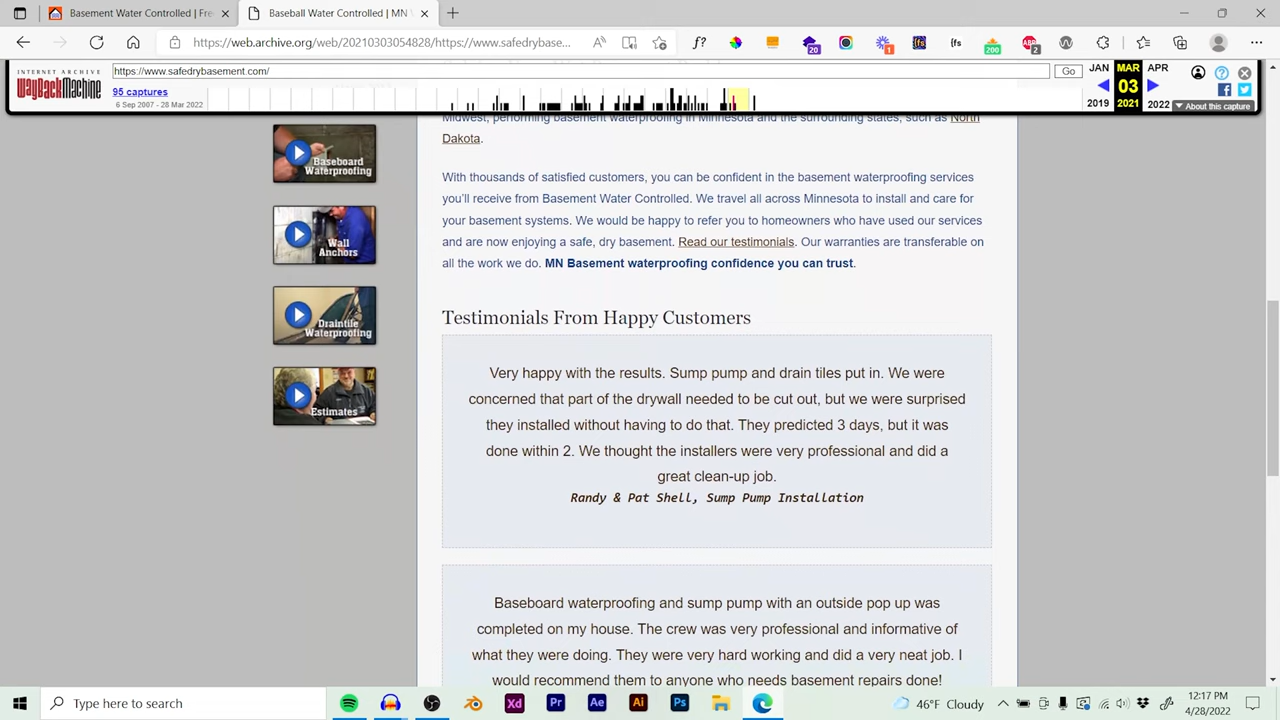 Basement Water Controlled | Fre
Baseball Water Controlled | MN
https://web.archive.org/web/20210303054828/https://www.safedrybase...
20
1
200
ABP
2
f?
{fs
{fs
INTERNET ARCHIVE
WayBackMachine
https://www.safedrybasement.com/
Go
95 captures
6 Sep 2007 - 28 Mar 2022
JAN MAR APR
03
2019 2021 2022
About this capture
Midwest, performing basement waterproofing in Minnesota and the surrounding states, such as North
Dakota.
With thousands of satisfied customers, you can be confident in the basement waterproofing services
you'll receive from Basement Water Controlled. We travel all across Minnesota to install and care for
your basement systems. We would be happy to refer you to homeowners who have used our services
and are now enjoying a safe, dry basement. Read our testimonials. Our warranties are transferable on
all the work we do. MN Basement waterproofing confidence you can trust.
Baseboard
Waterproofing
Wall
Anchors
Draintile
Waterproofing
Estimates
Testimonials From Happy Customers
Very happy with the results. Sump pump and drain tiles put in. We were
concerned that part of the drywall needed to be cut out, but we were surprised
they installed without having to do that. They predicted 3 days, but it was
done within 2. We thought the installers were very professional and did a
great clean-up job.
Randy & Pat Shell, Sump Pump Installation
Baseboard waterproofing and sump pump with an outside pop up was
completed on my house. The crew was very professional and informative of
what they were doing. They were very hard working and did a very neat job. I
would recommend them to anyone who needs basement repairs done!
Type here to search
Xd
Pr
Ae
Ai
Ps
46°F Cloudy
12:17 PM
4/28/2022